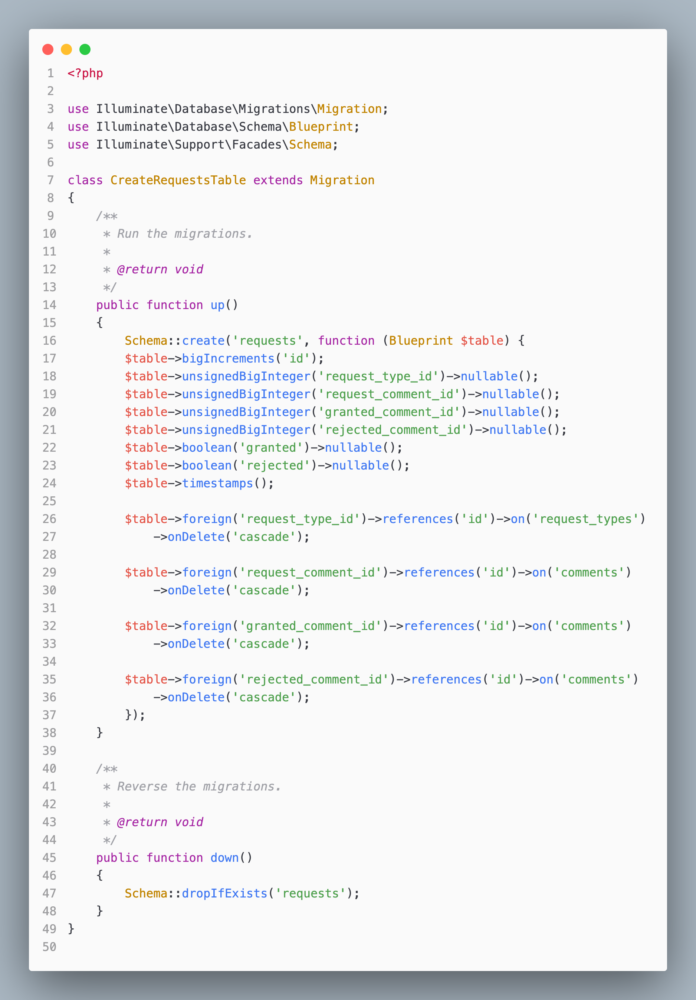 1 <?php
2
3 use Illuminate\Database\Migrations\Migration;
4 use Illuminate\Database\Schema\Blueprint;
5 use Illuminate\Support\Facades\Schema;
6
7 class CreateRequestsTable extends Migration
8 {
9     /**
10      * Run the migrations.
11      *
12      * @return void
13      */
14     public function up()
15     {
16         Schema::create('requests', function (Blueprint $table) {
17         $table->bigIncrements('id');
18         $table->unsignedBigInteger('request_type_id')->nullable();
19         $table->unsignedBigInteger('request_comment_id')->nullable();
20         $table->unsignedBigInteger('granted_comment_id')->nullable();
21         $table->unsignedBigInteger('rejected_comment_id')->nullable();
22         $table->boolean('granted')->nullable();
23         $table->boolean('rejected')->nullable();
24         $table->timestamps();
25
26         $table->foreign('request_type_id')->references('id')->on('request_types')
27             ->onDelete('cascade');
28
29         $table->foreign('request_comment_id')->references('id')->on('comments')
30             ->onDelete('cascade');
31
32         $table->foreign('granted_comment_id')->references('id')->on('comments')
33             ->onDelete('cascade');
34
35         $table->foreign('rejected_comment_id')->references('id')->on('comments')
36             ->onDelete('cascade');
37         });
38     }
39
40     /**
41      * Reverse the migrations.
42      *
43      * @return void
44      */
45     public function down()
46     {
47         Schema::dropIfExists('requests');
48     }
49 }
50